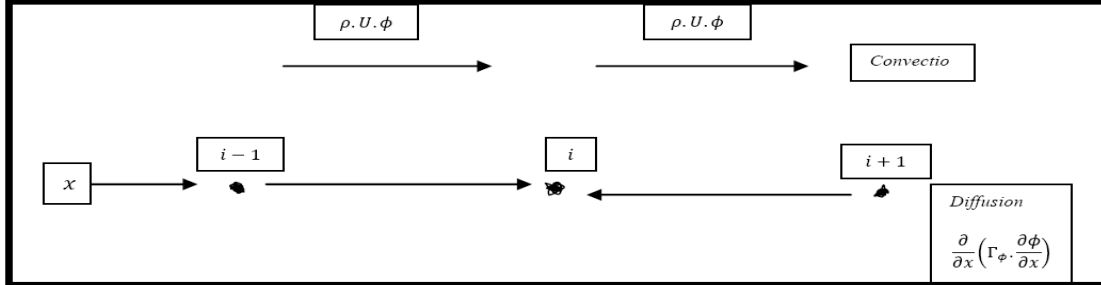 ρ.U.ϕ
ρ.U.ϕ
Convectio
i − 1
i
i + 1
x
Diffusion
∂/∂x(Γ_ϕ.∂ϕ/∂x)